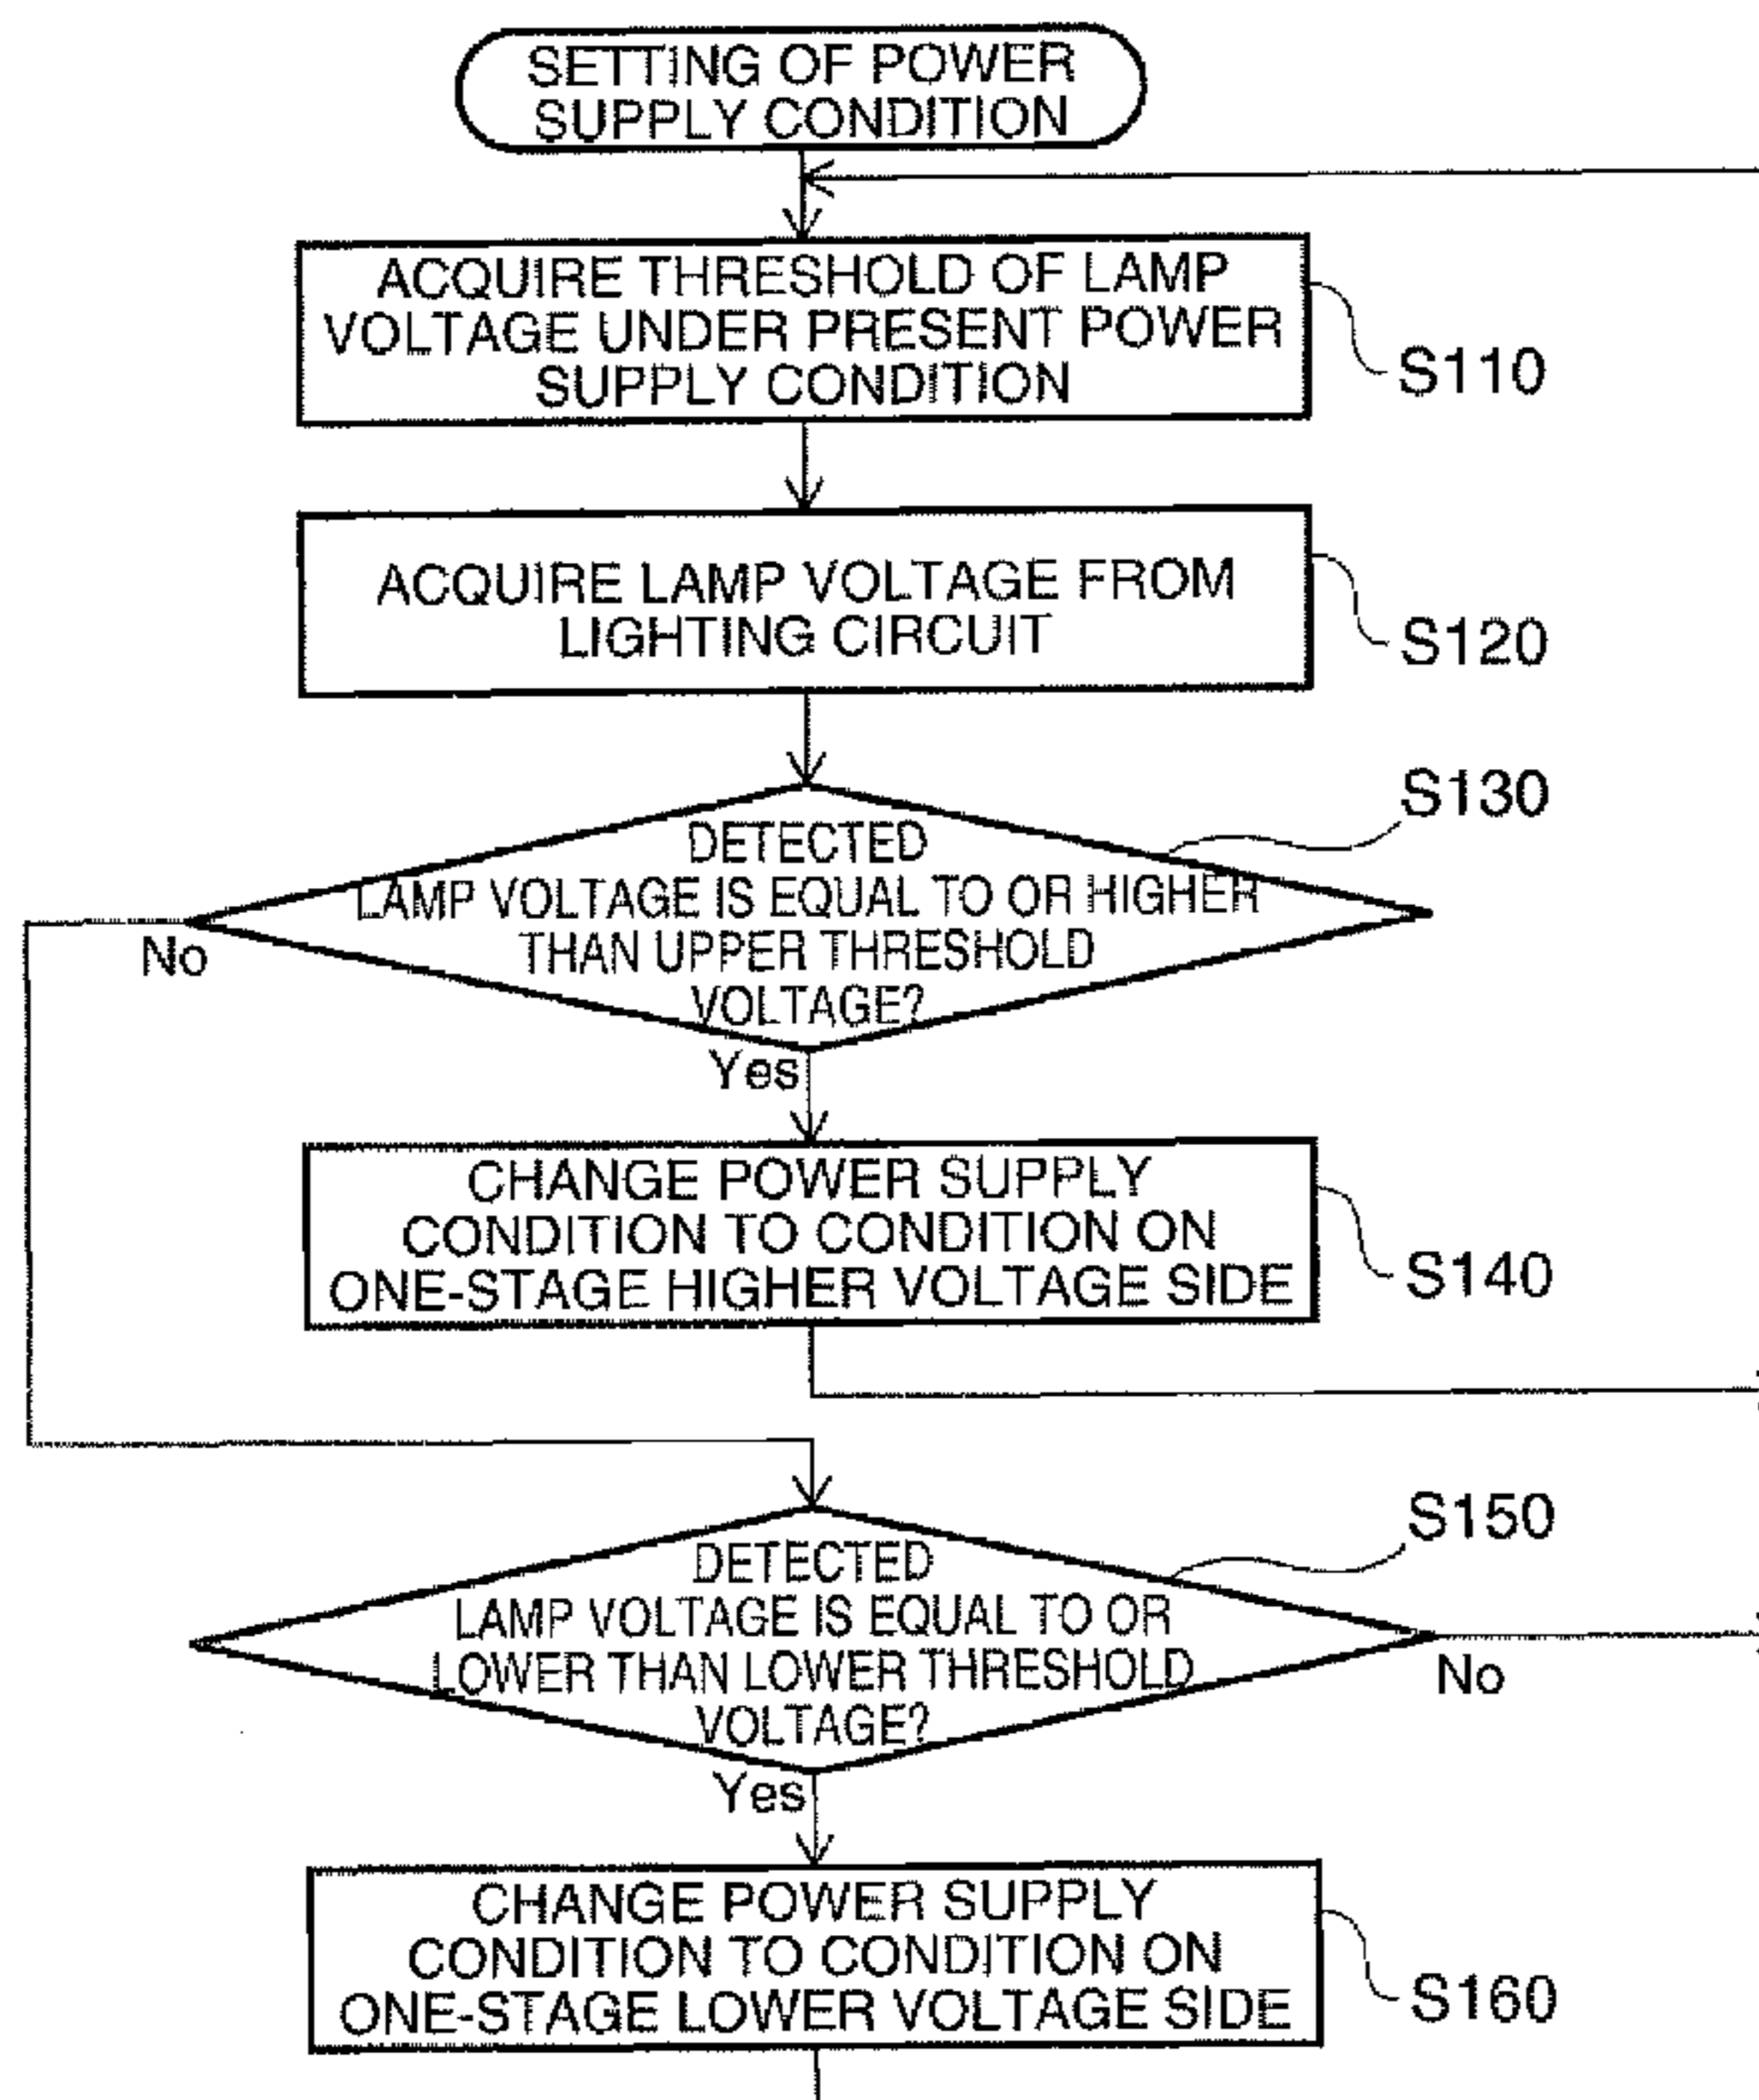 SETTING OF POWER
SUPPLY CONDITION
ACQUIRE THRESHOLD OF LAMP
VOLTAGE UNDER PRESENT POWER
SUPPLY CONDITION
S110
ACQUIRE LAMP VOLTAGE FROM
LIGHTING CIRCUIT
S120
S130
DETECTED
LAMP VOLTAGE IS EQUAL TO OR HIGHER
THAN UPPER THRESHOLD
VOLTAGE?
No
Yes
CHANGE POWER SUPPLY
CONDITION TO CONDITION ON
ONE-STAGE HIGHER VOLTAGE SIDE
S140
S150
DETECTED
LAMP VOLTAGE IS EQUAL TO OR
LOWER THAN LOWER THRESHOLD
VOLTAGE?
No
Yes
CHANGE POWER SUPPLY
CONDITION TO CONDITION ON
ONE-STAGE LOWER VOLTAGE SIDE
S160